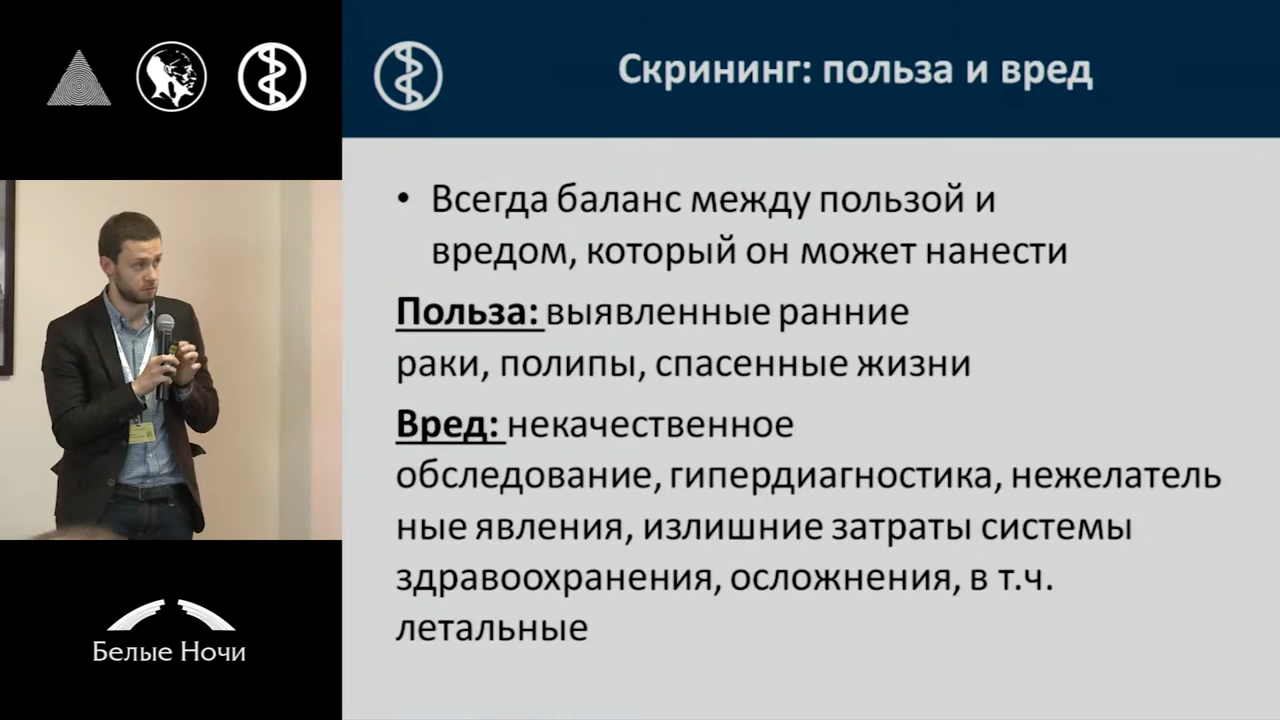 Скрининг: польза и вред
• Всегда баланс между пользой и
вредом, который он может нанести
Польза: выявленные ранние
раки, полипы, спасенные жизни
Вред: некачественное
обследование, гипердиагностика, нежелатель
ные явления, излишние затраты системы
здравоохранения, осложнения, в т.ч.
летальные
Белые Ночи